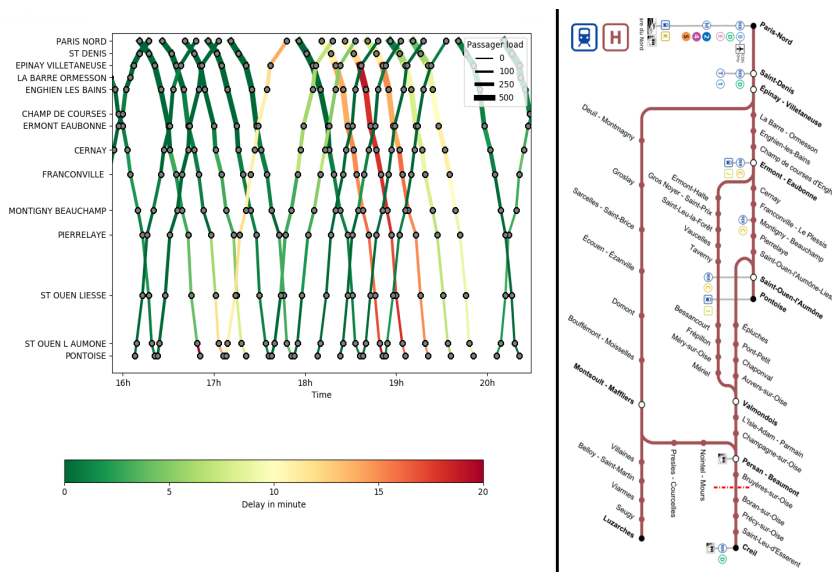 PARIS NORD
ST DENIS
EPINAY VILLETANEUSE
LA BARRE ORMESSON
ENGHIEN LES BAINS
CHAMP DE COURSES
ERMONT EAUBONNE
CERNAY
FRANCONVILLE
MONTIGNY BEAUCHAMP
PIERRELAYE
ST OUEN LIESSE
ST OUEN L AUMONE
PONTOISE
Passager load
0
100
250
500
16h
17h
18h
19h
20h
Time
0
5
10
15
20
Delay in minute
H
Paris-Nord
Saint-Denis
Épinay - Villetaneuse
La Barre - Ormesson
Enghien-les-Bains
Champ de courses d'Eng
Ermont - Eaubonne
Cernay
Franconville - Le Plessis
Montigny - Beauchamp
Pierrelaye
Saint-Ouen-l'Aumône-Lies
Saint-Ouen-l'Aumône
Pontoise
Deuil - Montmagny
Groslay
Sarcelles - Saint-Brice
Ecouen - Ézanville
Domont
Bouffemont - Moisselles
Montsoult - Maffliers
Villaines
Belloy - Saint-Martin
Viarmes
Seugy
Luzarches
Ermont-Halte
Gros Noyer - Saint-Prix
Saint-Leu-la-Forêt
Vaucelles
Taverny
Bessancourt
Frépillon
Méry-sur-Oise
Mériel
Épluches
Pont-Petit
Chaponval
Auvers-sur-Oise
Valmondois
L'Isle-Adam - Parmain
Champagne-sur-Oise
Persan - Beaumont
Presles - Courcelles
Nointel - Mours
Bruyères-sur-Oise
Boran-sur-Oise
Précy-sur-Oise
Saint-Leu-d'Esserent
Creil